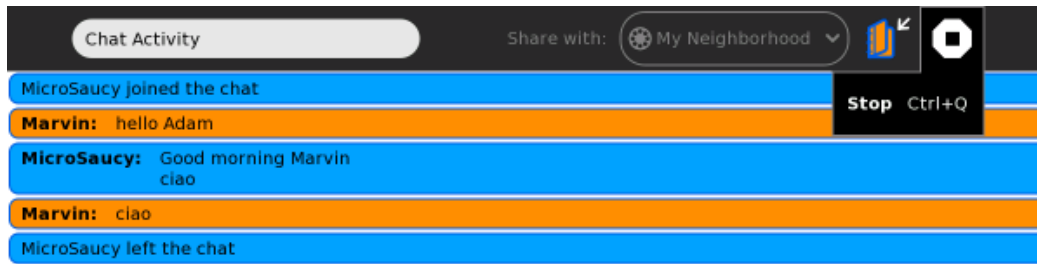 Chat Activity Share with: My Neighborhood
MicroSaucy joined the chat
Stop Ctrl+Q
Marvin: hello Adam
MicroSaucy: Good morning Marvin
ciao
Marvin: ciao
MicroSaucy left the chat